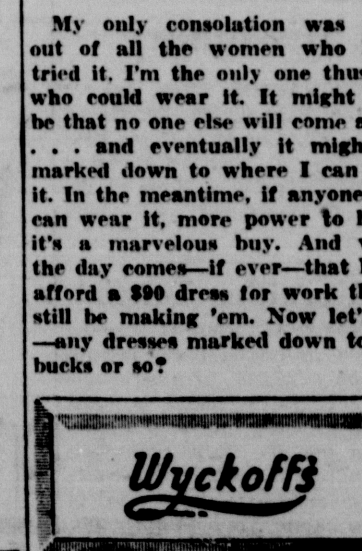 My only consolation was
out of all the women who
tried it, I'm the only one
who could wear it. It might
be that no one else will come
. . . and eventually it
marked down to where I can
it. In the meantime, if anyone
can wear it, more power to
it's a marvelous buy. And
the day comes—if ever—that
afford a $90 dress for work
still be making 'em. Now
—any dresses marked down
bucks or so?
Wyckoff's